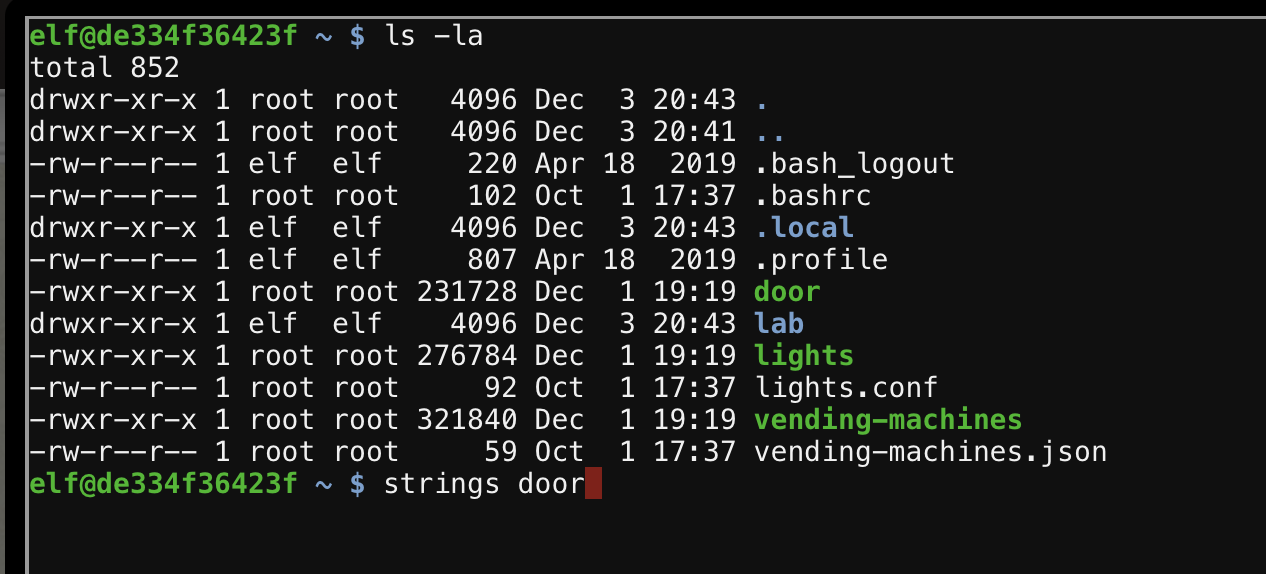 elf@de334f36423f ~ $ ls -la
total 852
drwxr-xr-x 1 root root   4096 Dec  3 20:43 .
drwxr-xr-x 1 root root   4096 Dec  3 20:41 ..
-rw-r--r-- 1 elf  elf     220 Apr 18  2019 .bash_logout
-rw-r--r-- 1 root root    102 Oct  1 17:37 .bashrc
drwxr-xr-x 1 elf  elf    4096 Dec  3 20:43 .local
-rw-r--r-- 1 elf  elf     807 Apr 18  2019 .profile
-rwxr-xr-x 1 root root 231728 Dec  1 19:19 door
drwxr-xr-x 1 elf  elf    4096 Dec  3 20:43 lab
-rwxr-xr-x 1 root root 276784 Dec  1 19:19 lights
-rw-r--r-- 1 root root     92 Oct  1 17:37 lights.conf
-rwxr-xr-x 1 root root 321840 Dec  1 19:19 vending-machines
-rw-r--r-- 1 root root     59 Oct  1 17:37 vending-machines.json
elf@de334f36423f ~ $ strings door